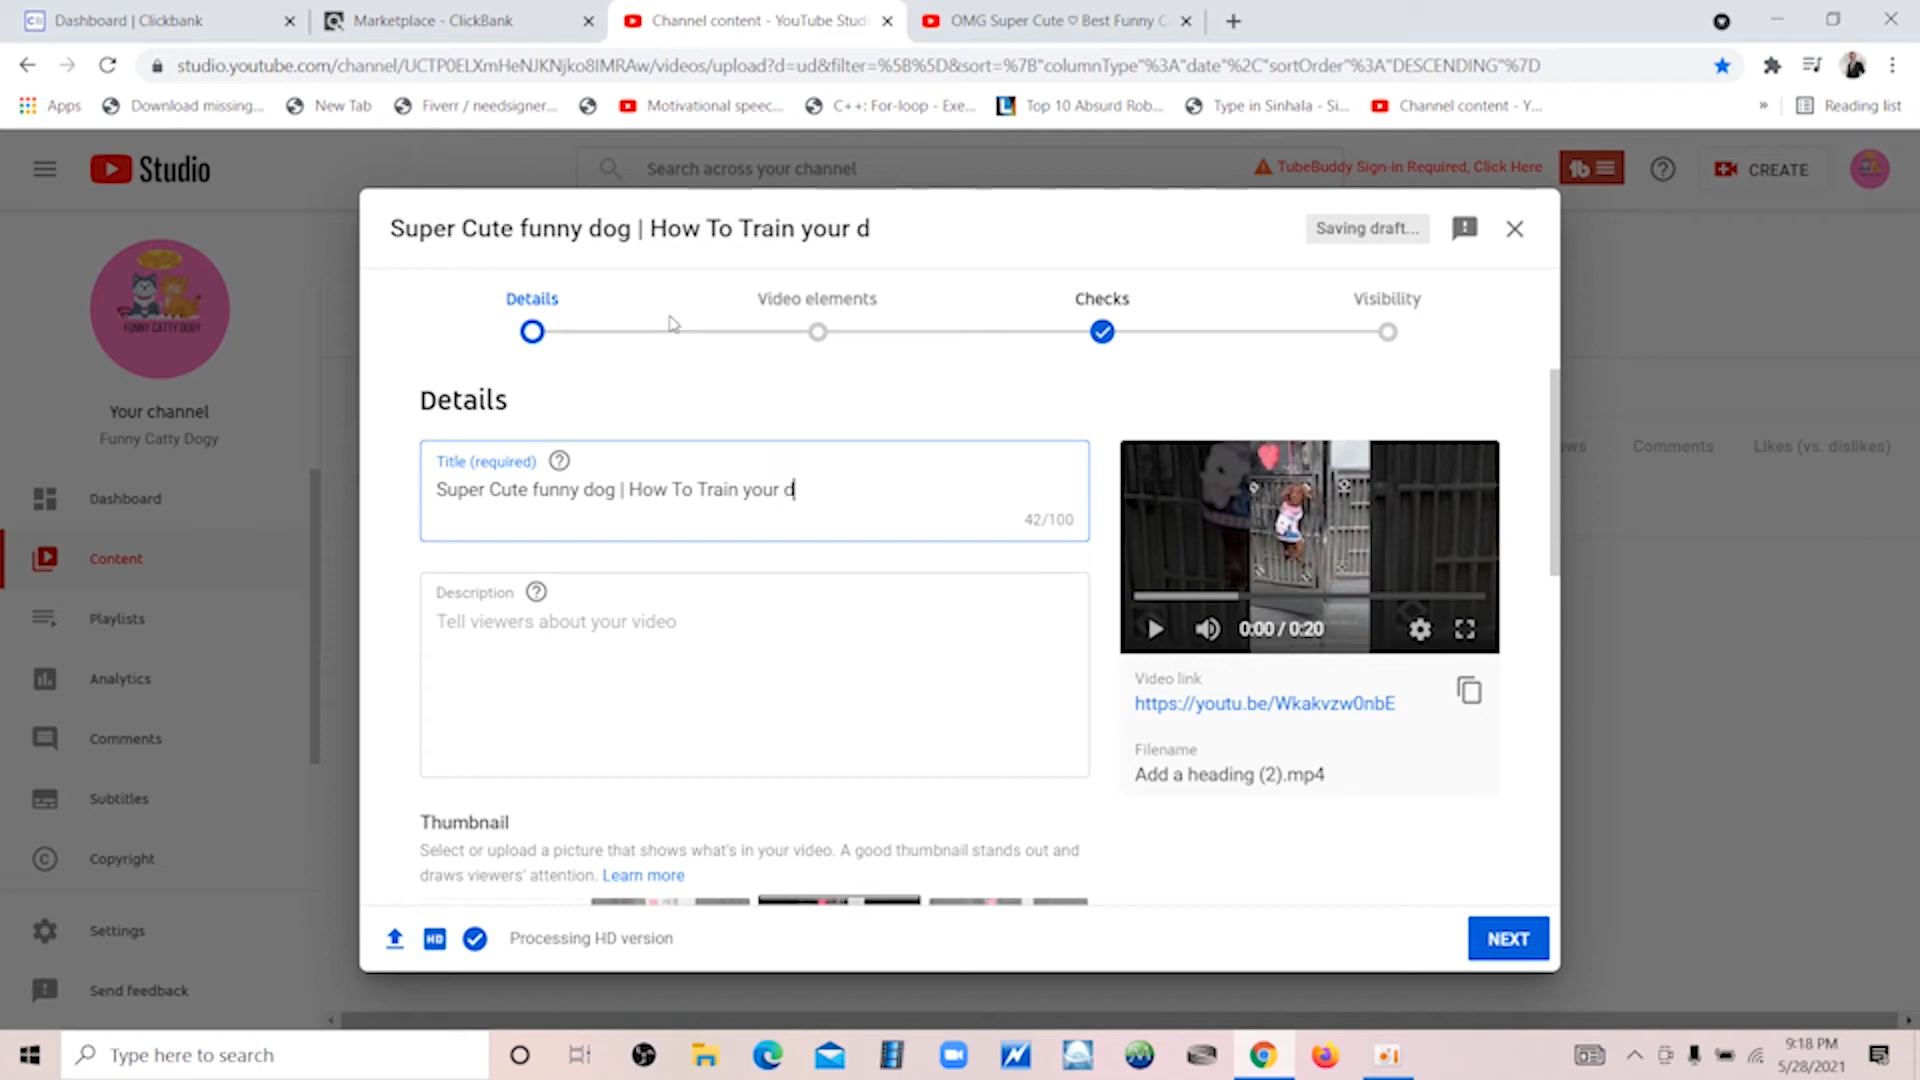 Dashboard | Clickbank
Marketplace - ClickBank
Channel content - YouTube Studi
OMG Super Cute ♡ Best Funny C
studio.youtube.com/channel/UCTP0ELXmHeNJKNjko8IMRAw/videos/upload?d=ud&filter=%5B%5D&sort=%7B"columnType"%3A"date"%2C"sortOrder"%3A"DESCENDING"%7D
Apps
Download missing...
New Tab
Fiverr / needsigner...
Motivational speec...
C++: For-loop - Exe...
Top 10 Absurd Rob...
Type in Sinhala - Si...
Channel content - Y...
»
Reading list
Studio
Search across your channel
TubeBuddy Sign-in Required, Click Here
CREATE
Super Cute funny dog | How To Train your d
Saving draft...
Details
Video elements
Checks
Visibility
FUNNY CATTY DOGY
Your channel
Funny Catty Dogy
Dashboard
Content
Playlists
Analytics
Comments
Subtitles
Copyright
Settings
Send feedback
Details
Title (required)
Super Cute funny dog | How To Train your d
42/100
Description
Tell viewers about your video
0:00 / 0:20
Video link
https://youtu.be/Wkakvzw0nbE
Filename
Add a heading (2).mp4
Comments
Likes (vs. dislikes)
Thumbnail
Select or upload a picture that shows what's in your video. A good thumbnail stands out and
draws viewers' attention. Learn more
HD
Processing HD version
NEXT
Type here to search
9:18 PM
5/28/2021